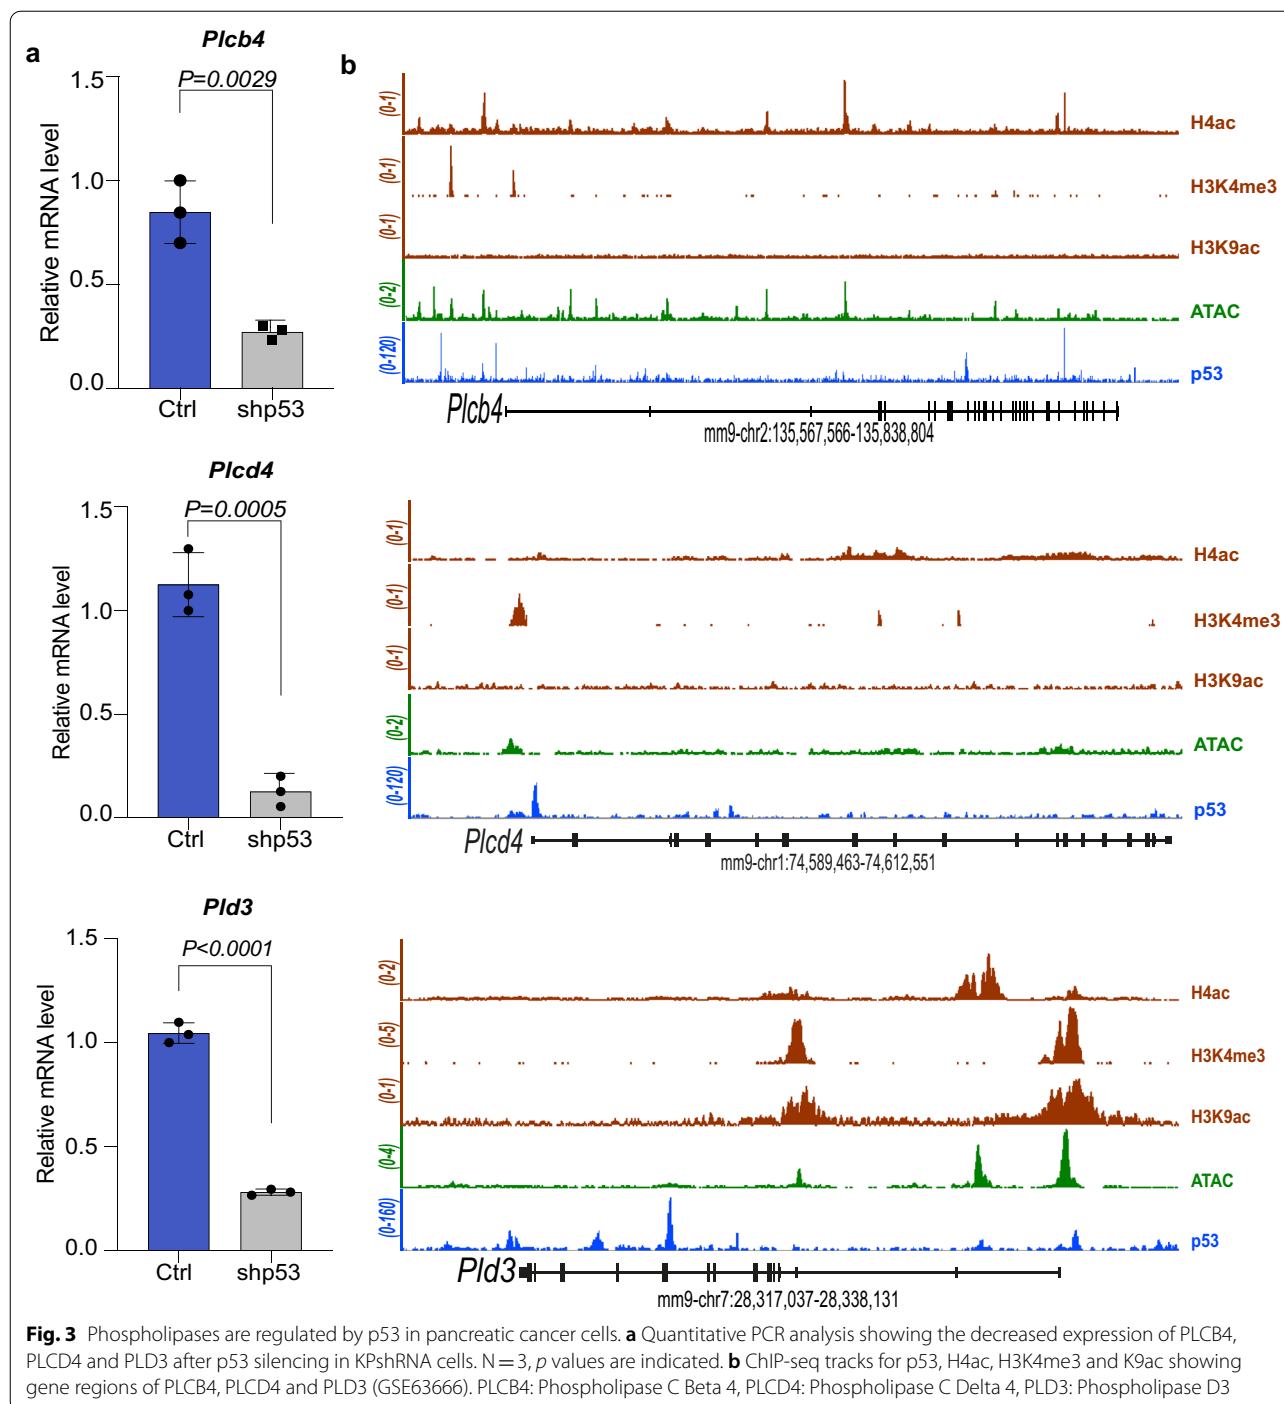 a
Plcb4
P=0.0029
Relative mRNA level
1.5
1.0
0.5
0.0
Ctrl
shp53
b
(0-1)
H4ac
(0-1)
H3K4me3
(0-1)
H3K9ac
(0-2)
ATAC
(0-120)
p53
Plcb4
mm9-chr2:135,567,566-135,838,804
Plcd4
P=0.0005
Relative mRNA level
1.5
1.0
0.5
0.0
Ctrl
shp53
(0-1)
H4ac
(0-1)
H3K4me3
(0-1)
H3K9ac
(0-2)
ATAC
(0-120)
p53
Plcd4
mm9-chr1:74,589,463-74,612,551
Pld3
P<0.0001
Relative mRNA level
1.5
1.0
0.5
0.0
Ctrl
shp53
(0-2)
H4ac
(0-5)
H3K4me3
(0-1)
H3K9ac
(0-4)
ATAC
(0-160)
p53
Pld3
mm9-chr7:28,317,037-28,338,131
Fig. 3 Phospholipases are regulated by p53 in pancreatic cancer cells. a Quantitative PCR analysis showing the decreased expression of PLCB4,
PLCD4 and PLD3 after p53 silencing in KPshRNA cells. N = 3, p values are indicated. b ChIP-seq tracks for p53, H4ac, H3K4me3 and K9ac showing
gene regions of PLCB4, PLCD4 and PLD3 (GSE63666). PLCB4: Phospholipase C Beta 4, PLCD4: Phospholipase C Delta 4, PLD3: Phospholipase D3